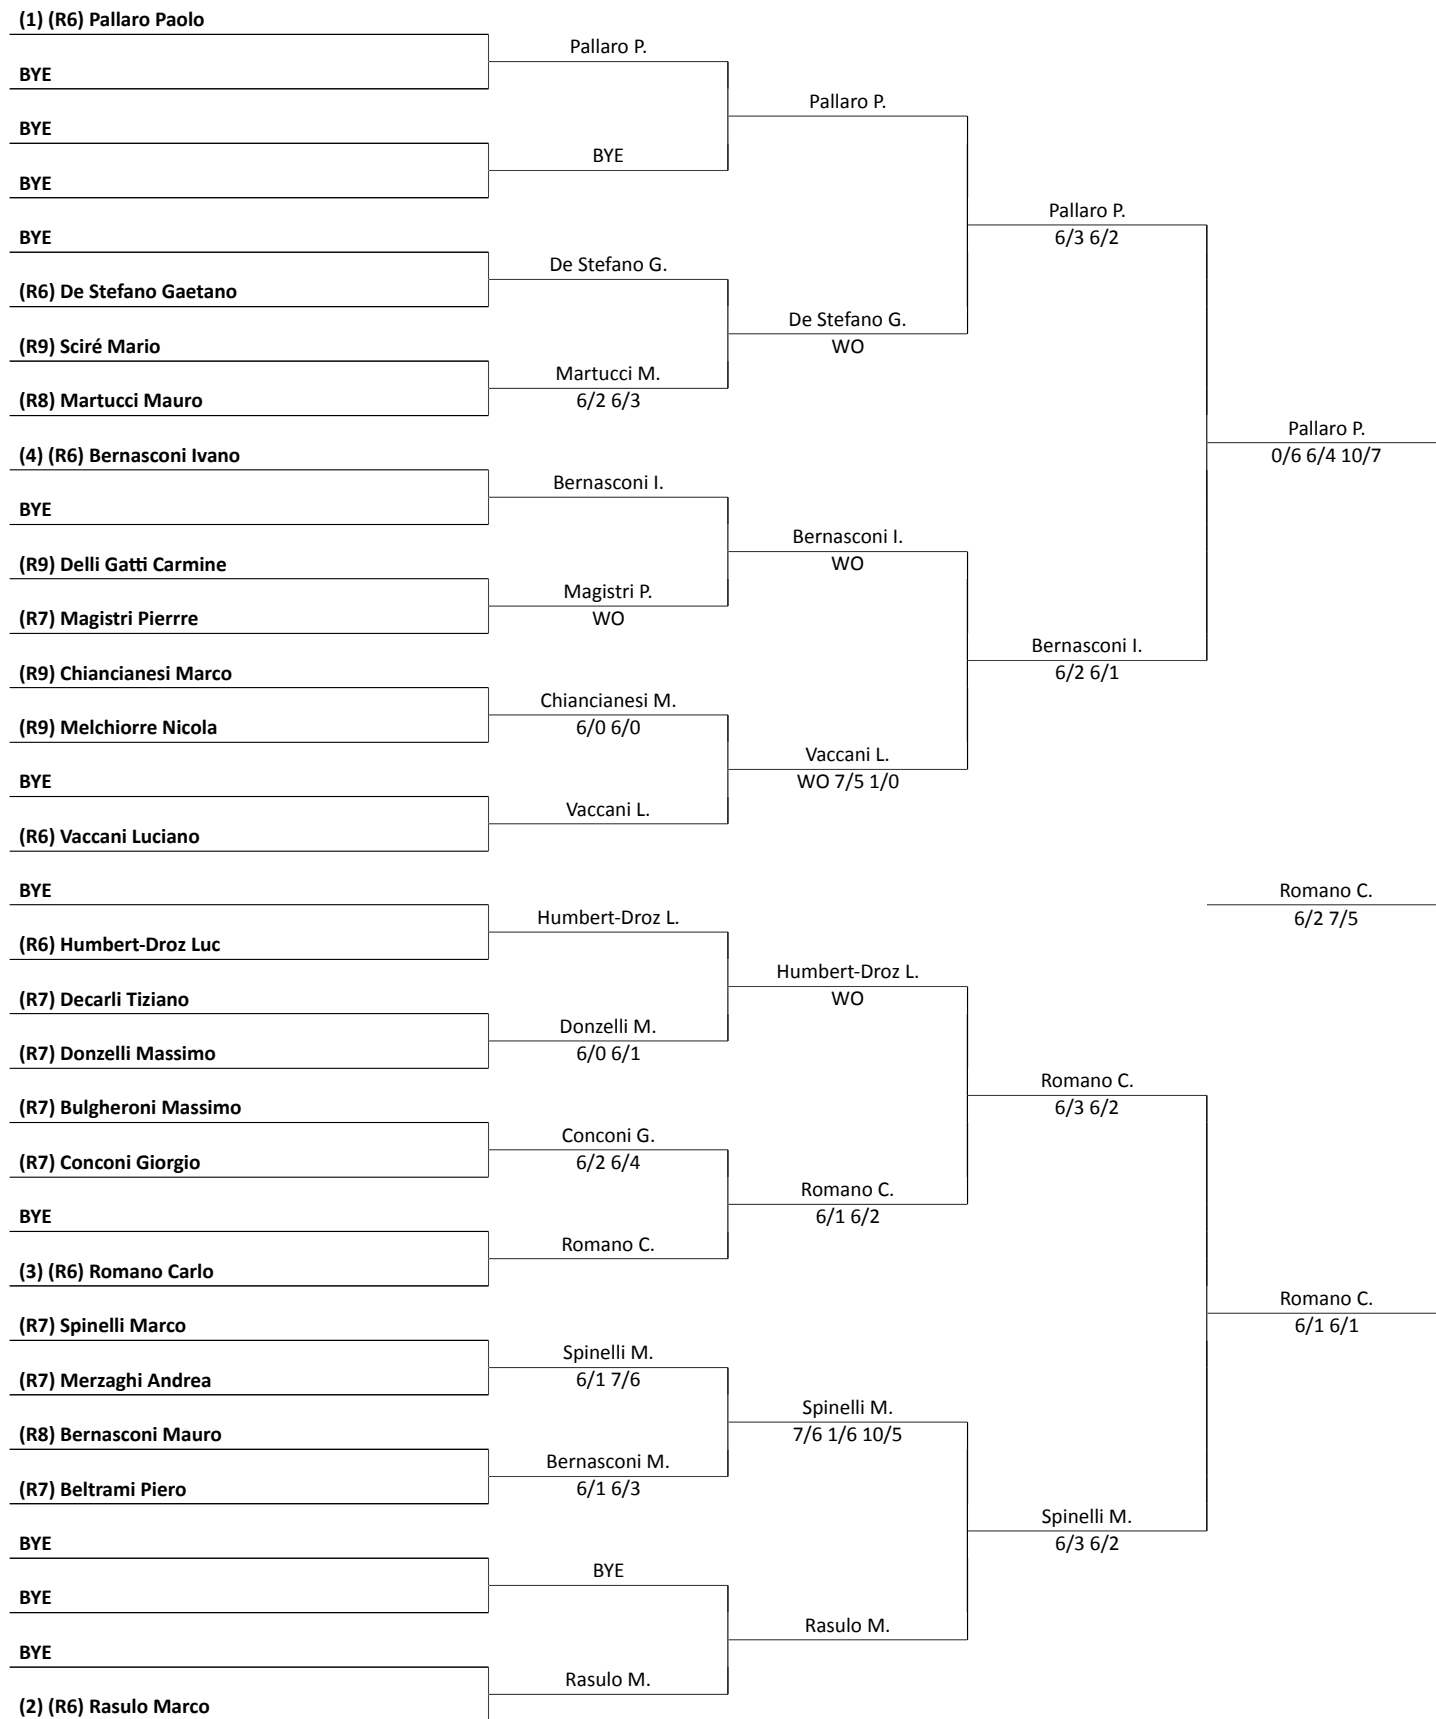 (1) (R6) Pallaro Paolo
Pallaro P.
BYE
Pallaro P.
BYE
BYE
BYE
Pallaro P.
6/3 6/2
BYE
De Stefano G.
(R6) De Stefano Gaetano
De Stefano G.
WO
(R9) Sciré Mario
Martucci M.
6/2 6/3
(R8) Martucci Mauro
Pallaro P.
0/6 6/4 10/7
(4) (R6) Bernasconi Ivano
Bernasconi I.
BYE
Bernasconi I.
WO
(R9) Delli Gatti Carmine
Magistri P.
WO
(R7) Magistri Pierrre
Bernasconi I.
6/2 6/1
(R9) Chiancianesi Marco
Chiancianesi M.
6/0 6/0
(R9) Melchiorre Nicola
Vaccani L.
WO 7/5 1/0
BYE
Vaccani L.
(R6) Vaccani Luciano
BYE
Romano C.
6/2 7/5
Humbert-Droz L.
(R6) Humbert-Droz Luc
Humbert-Droz L.
WO
(R7) Decarli Tiziano
Donzelli M.
6/0 6/1
(R7) Donzelli Massimo
Romano C.
6/3 6/2
(R7) Bulgheroni Massimo
Conconi G.
6/2 6/4
(R7) Conconi Giorgio
Romano C.
6/1 6/2
BYE
Romano C.
(3) (R6) Romano Carlo
Romano C.
6/1 6/1
(R7) Spinelli Marco
Spinelli M.
6/1 7/6
(R7) Merzaghi Andrea
Spinelli M.
7/6 1/6 10/5
(R8) Bernasconi Mauro
Bernasconi M.
6/1 6/3
(R7) Beltrami Piero
Spinelli M.
6/3 6/2
BYE
BYE
BYE
Rasulo M.
BYE
Rasulo M.
(2) (R6) Rasulo Marco